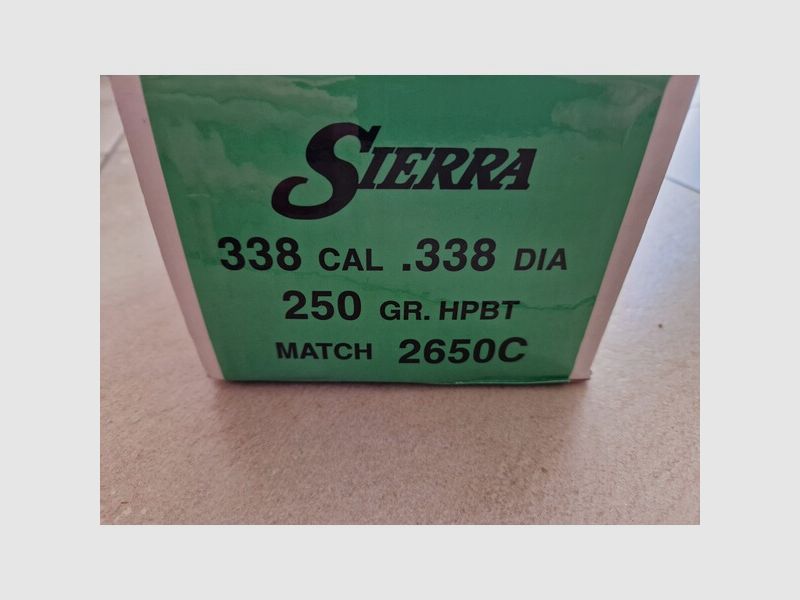 SIERRA
338 CAL .338 DIA
250 GR. HPBT
MATCH 2650C